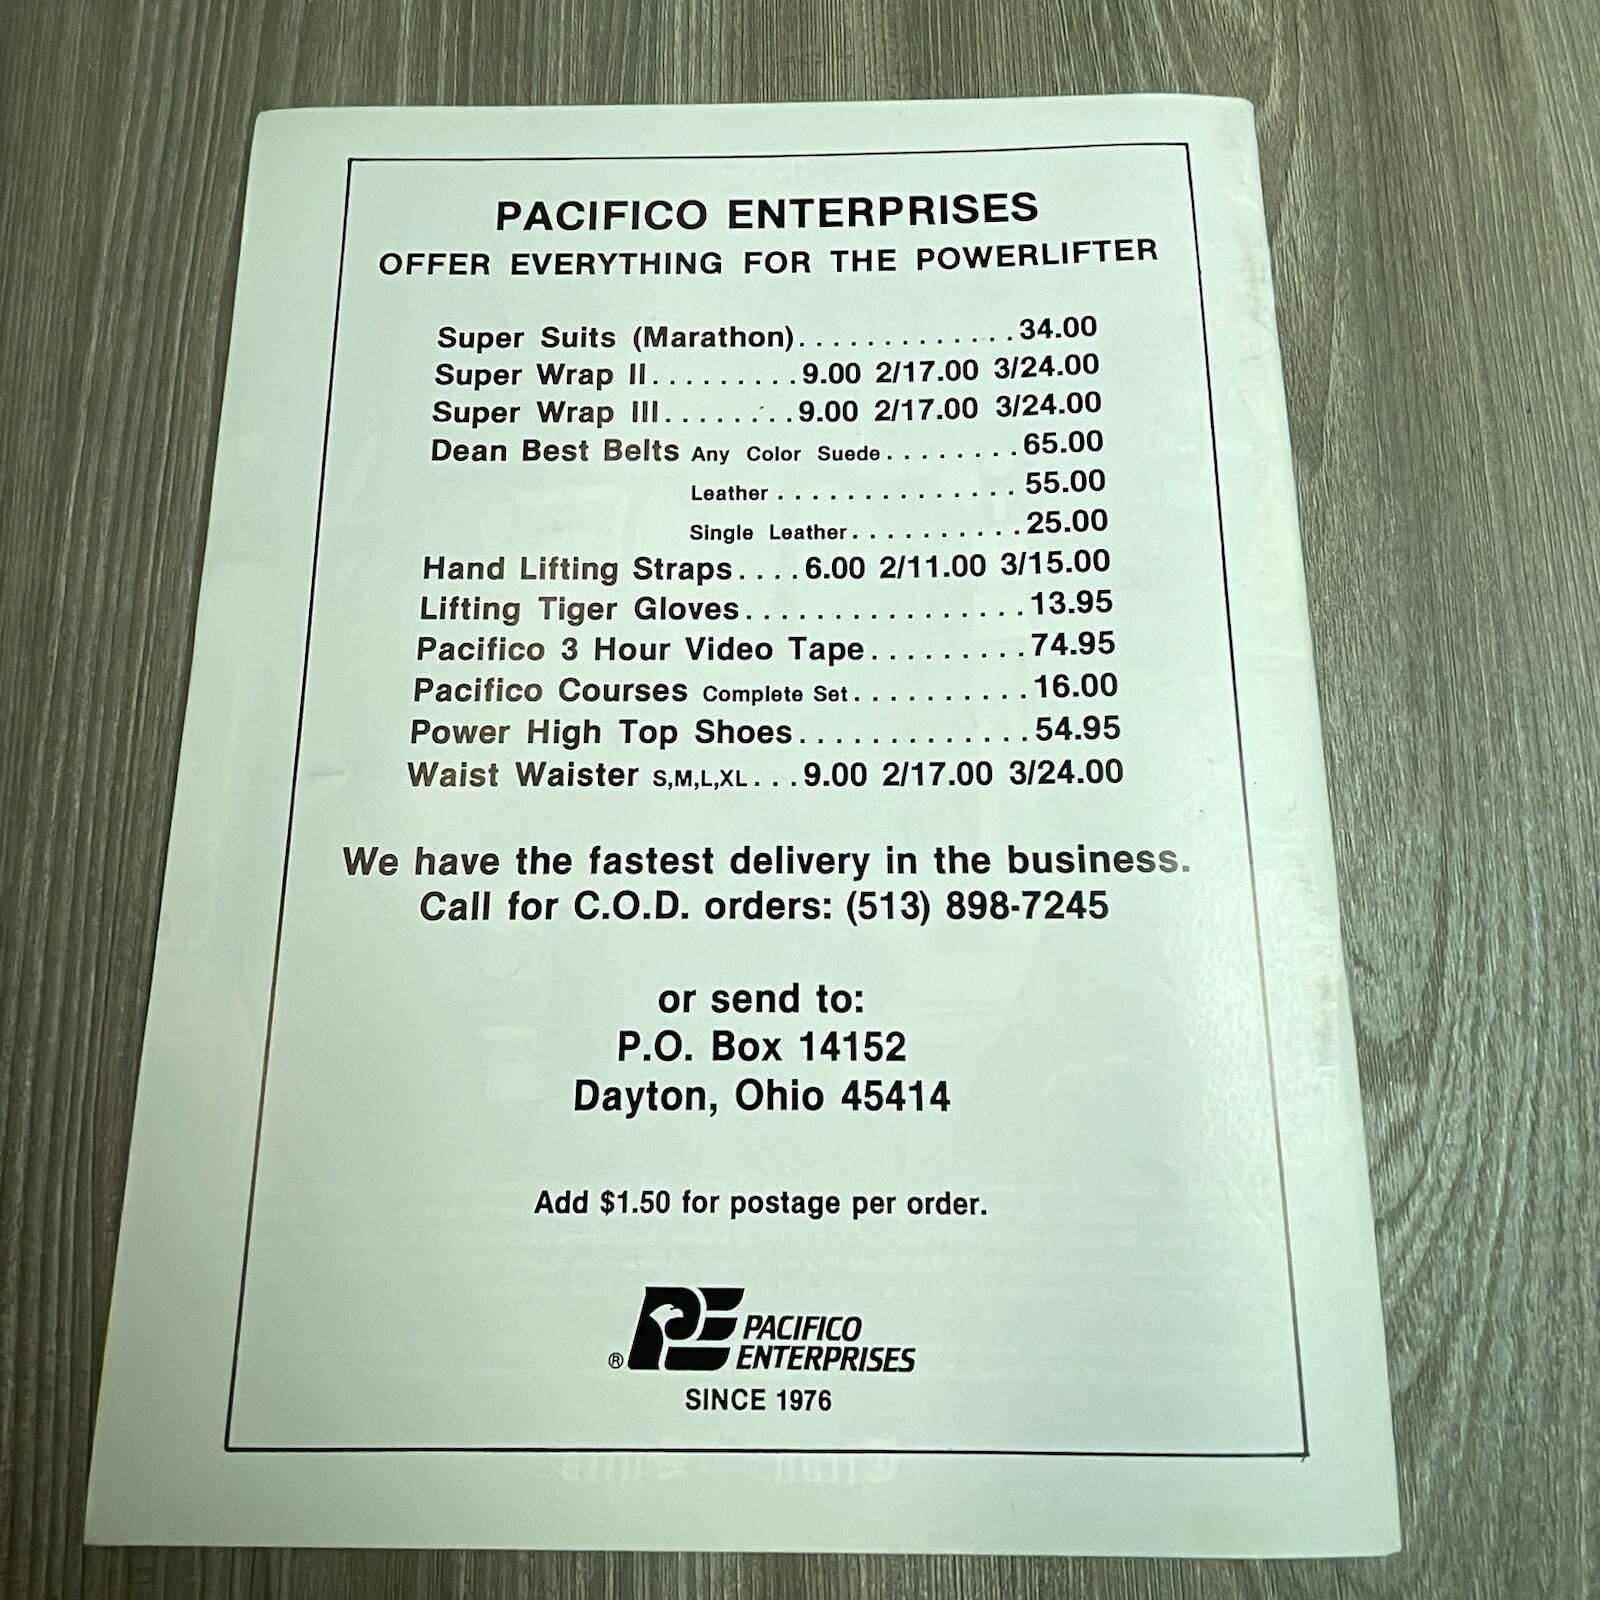 PACIFICO ENTERPRISES
OFFER EVERYTHING FOR THE POWERLIFTER
Super Suits (Marathon).............34.00
Super Wrap II.........9.00 2/17.00 3/24.00
Super Wrap III........9.00 2/17.00 3/24.00
Dean Best Belts Any Color Suede........65.00
Leather..............55.00
Single Leather..........25.00
Hand Lifting Straps....6.00 2/11.00 3/15.00
Lifting Tiger Gloves................13.95
Pacifico 3 Hour Video Tape.........74.95
Pacifico Courses Complete Set..........16.00
Power High Top Shoes............54.95
Waist Waister S,M,L,XL...9.00 2/17.00 3/24.00
We have the fastest delivery in the business.
Call for C.O.D. orders: (513) 898-7245
or send to:
P.O. Box 14152
Dayton, Ohio 45414
Add $1.50 for postage per order.
® PE PACIFICO
ENTERPRISES
SINCE 1976